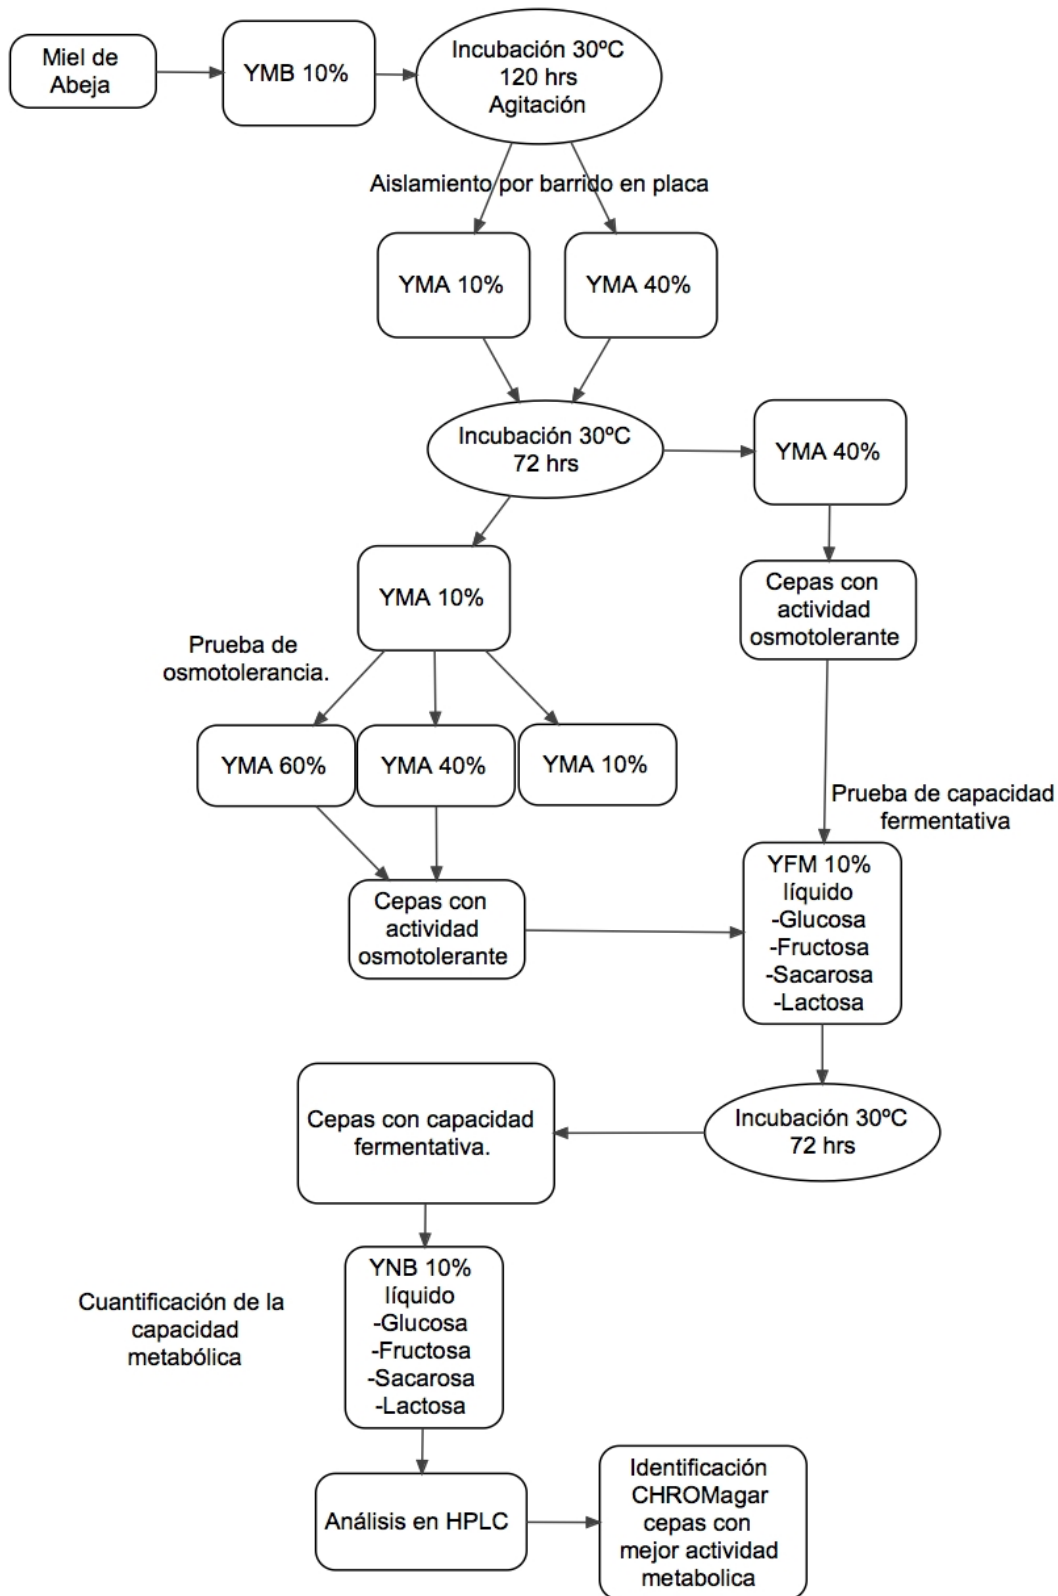 Miel de
Abeja
YMB 10%
Incubación 30ºC
120 hrs
Agitación
Aislamiento por barrido en placa
YMA 10%
YMA 40%
Incubación 30ºC
72 hrs
YMA 40%
YMA 10%
Cepas con
actividad
osmotolerante
Prueba de
osmotolerancia.
YMA 60%
YMA 40%
YMA 10%
Prueba de capacidad
fermentativa
Cepas con
actividad
osmotolerante
YFM 10%
líquido
-Glucosa
-Fructosa
-Sacarosa
-Lactosa
Incubación 30ºC
72 hrs
Cepas con capacidad
fermentativa.
Cuantificación de la
capacidad
metabólica
YNB 10%
líquido
-Glucosa
-Fructosa
-Sacarosa
-Lactosa
Análisis en HPLC
Identificación
CHROMagar
cepas con
mejor actividad
metabolica